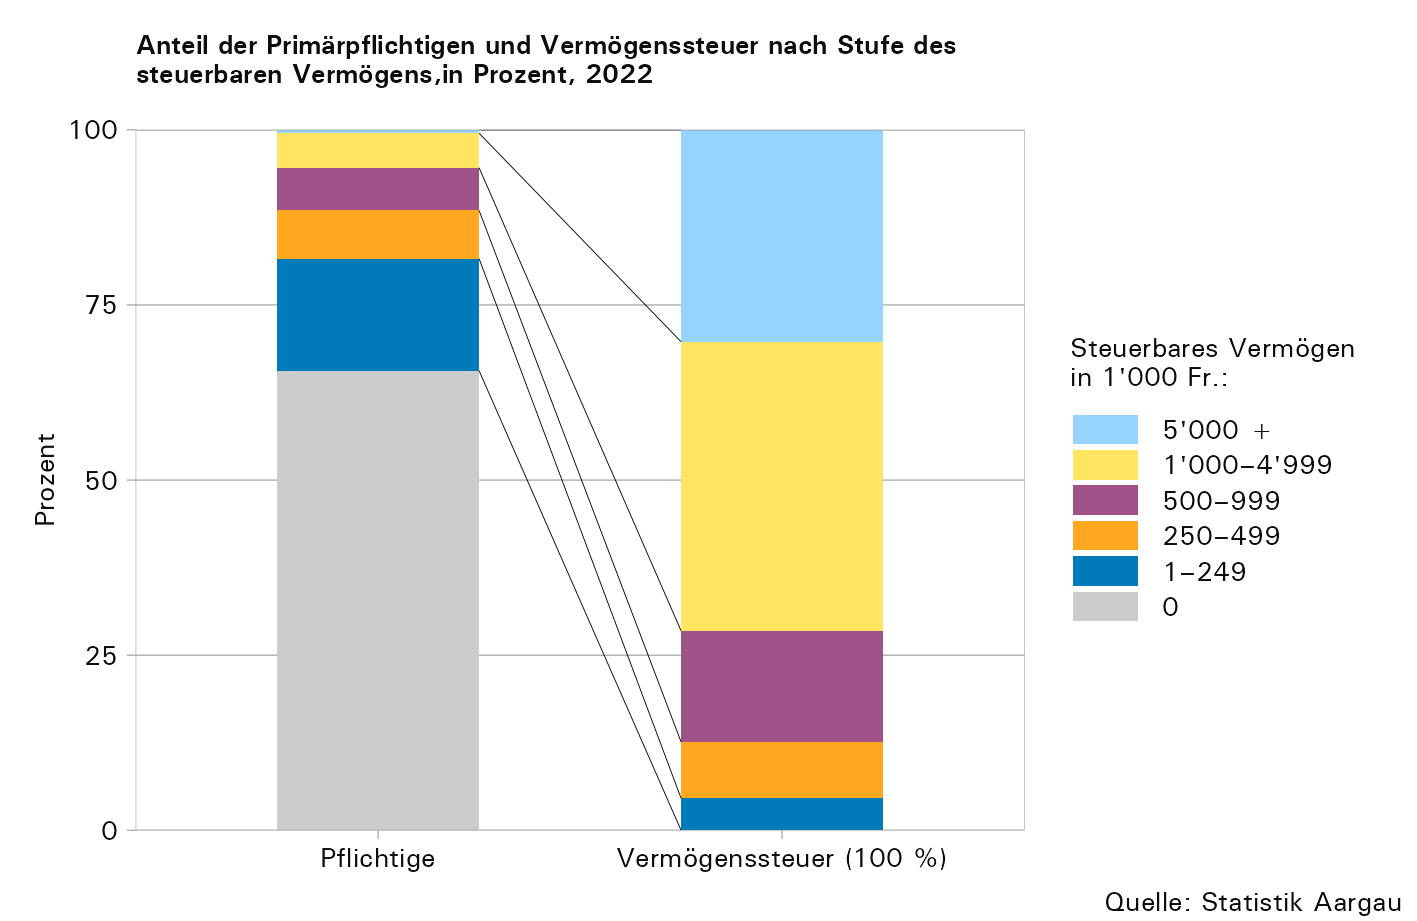 Anteil der Primärpflichtigen und Vermögenssteuer nach Stufe des
steuerbaren Vermögens,in Prozent, 2022
100
75
50
25
0
Prozent
Pflichtige
Vermögenssteuer (100 %)
Steuerbares Vermögen
in 1'000 Fr.:
5'000 +
1'000–4'999
500–999
250–499
1–249
0
Quelle: Statistik Aargau